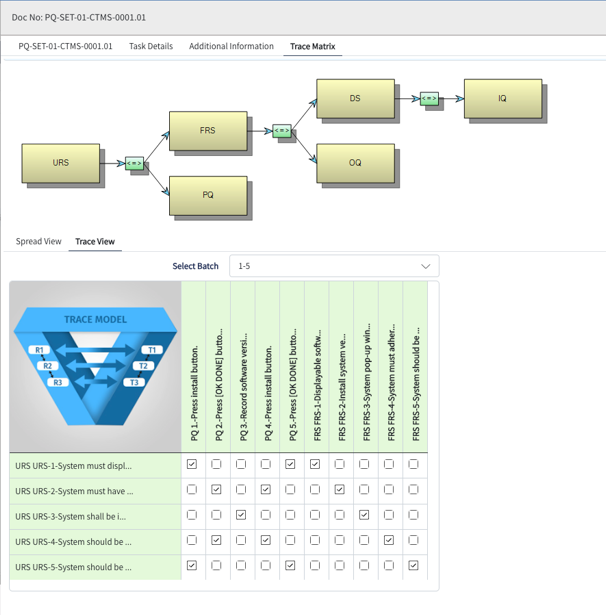 Doc No: PQ-SET-01-CTMS-0001.01
PQ-SET-01-CTMS-0001.01 Task Details Additional Information Trace Matrix
DS
IQ
FRS
URS
OQ
PQ
< = >
< = >
< = >
Spread View Trace View
Select Batch 1-5
TRACE MODEL
R1 T1
R2 T2
R3 T3
PQ 1.-Press install button.
PQ 2.-Press [OK DONE] butto...
PQ 3.-Record software versi...
PQ 4.-Press install button.
PQ 5.-Press [OK DONE] butto...
FRS FRS-1-Displayable softw...
FRS FRS-2-Install system ve...
FRS FRS-3-System pop-up win...
FRS FRS-4-System must adher...
FRS FRS-5-System should be ...
URS URS-1-System must displ...
URS URS-2-System must have ...
URS URS-3-System shall be i...
URS URS-4-System should be ...
URS URS-5-System should be ...